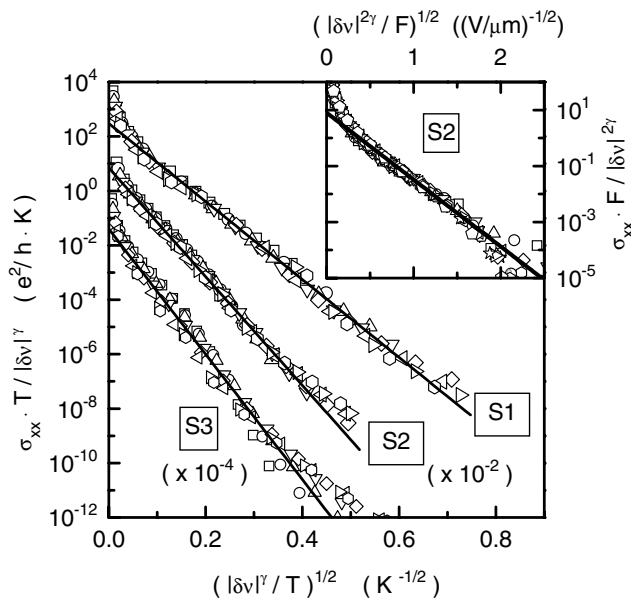 ( |δν|^{2γ} / F)^{1/2} ((V/μm)^{-1/2})
0 1 2
10^4
10^2
10^0
10^{-2}
10^{-4}
10^{-6}
10^{-8}
10^{-10}
10^{-12}
σ_{xx} · T / |δν|^γ ( e^2/ h · K )
S2
10^1
10^{-1}
10^{-3}
10^{-5}
σ_{xx} · F / |δν|^{2γ}
S1
S2
( x 10^{-2} )
S3
( x 10^{-4} )
0.0 0.2 0.4 0.6 0.8
( |δν|^γ / T )^{1/2} ( K^{-1/2} )